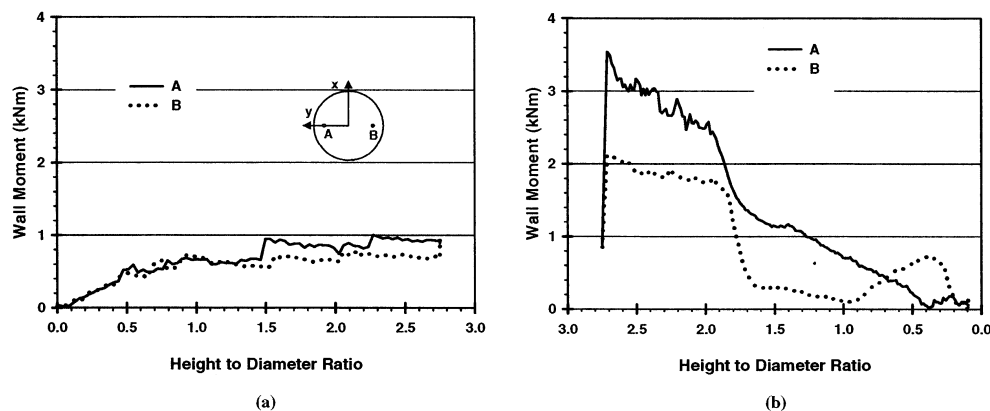 4
3
2
1
0
Wall Moment (kNm)
A
B
x
y
A
B
0.0 0.5 1.0 1.5 2.0 2.5 3.0
Height to Diameter Ratio
(a)
4
3
2
1
0
Wall Moment (kNm)
A
B
3.0 2.5 2.0 1.5 1.0 0.5 0.0
Height to Diameter Ratio
(b)